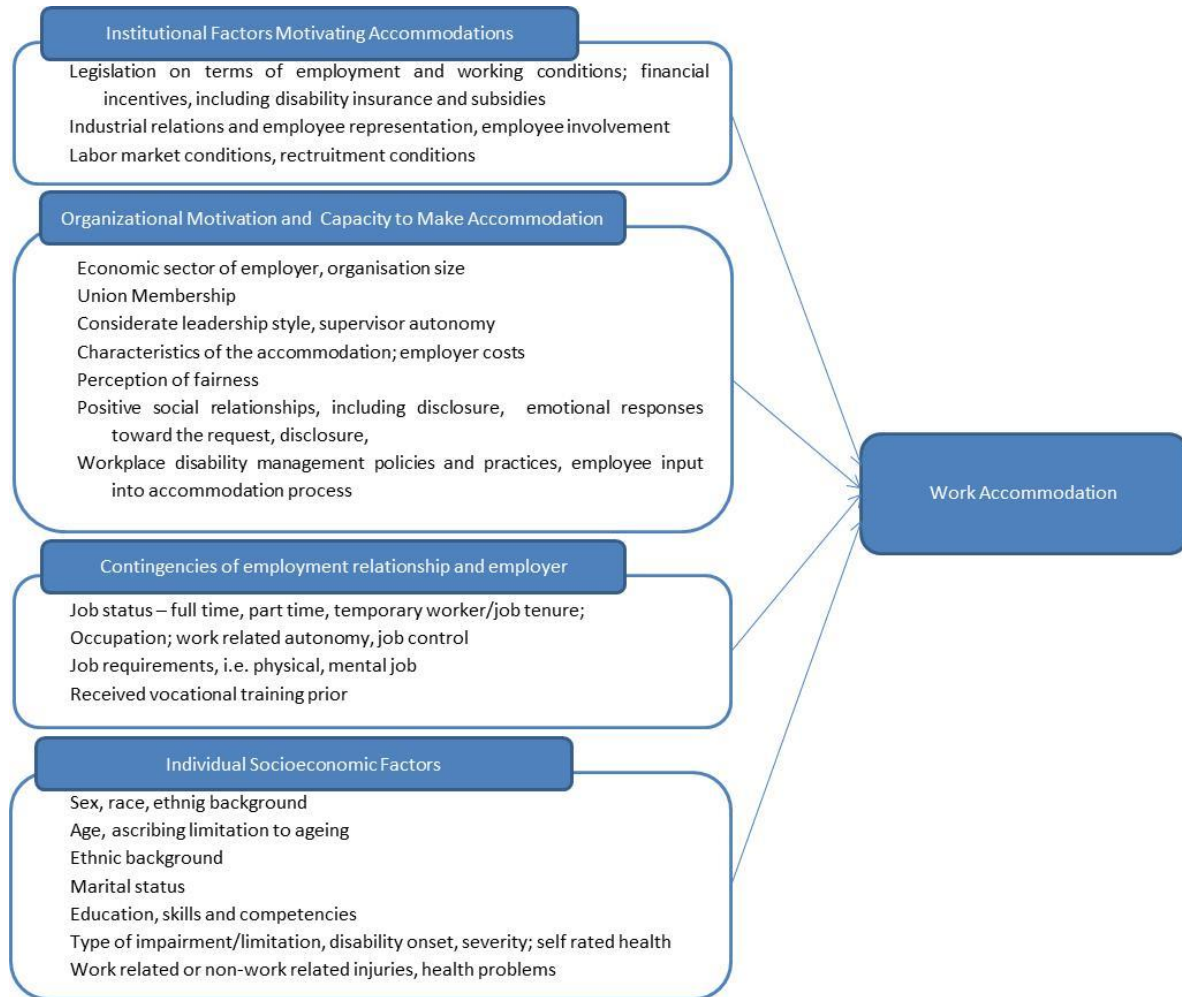 Institutional Factors Motivating Accommodations
Legislation on terms of employment and working conditions; financial
incentives, including disability insurance and subsidies
Industrial relations and employee representation, employee involvement
Labor market conditions, rectruitment conditions
Organizational Motivation and Capacity to Make Accommodation
Economic sector of employer, organisation size
Union Membership
Considerate leadership style, supervisor autonomy
Characteristics of the accommodation; employer costs
Perception of fairness
Positive social relationships, including disclosure, emotional responses
toward the request, disclosure,
Workplace disability management policies and practices, employee input
into accommodation process
Work Accommodation
Contingencies of employment relationship and employer
Job status – full time, part time, temporary worker/job tenure;
Occupation; work related autonomy, job control
Job requirements, i.e. physical, mental job
Received vocational training prior
Individual Socioeconomic Factors
Sex, race, ethnig background
Age, ascribing limitation to ageing
Ethnic background
Marital status
Education, skills and competencies
Type of impairment/limitation, disability onset, severity; self rated health
Work related or non-work related injuries, health problems